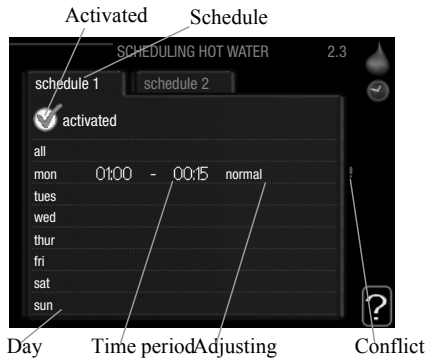 Activated Schedule
SCHEDULING HOT WATER 2.3
schedule 1 schedule 2
activated
all
mon 01:00 - 00:15 normal
tues
wed
thur
fri
sat
sun
?
Day Time period Adjusting Conflict